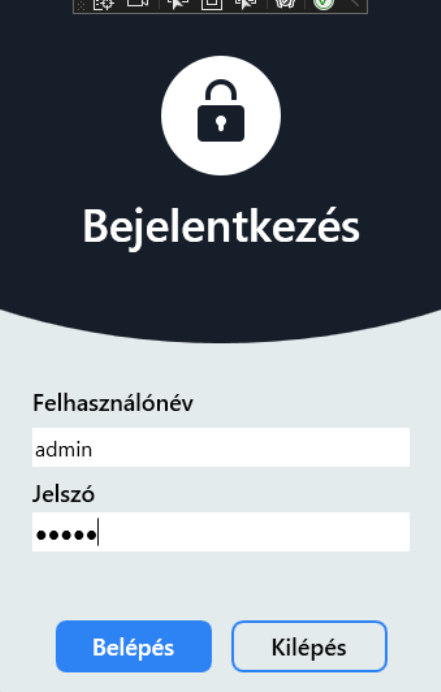 Bejelentkezés
Felhasználónév
admin
Jelszó
●●●●●
Belépés
Kilépés